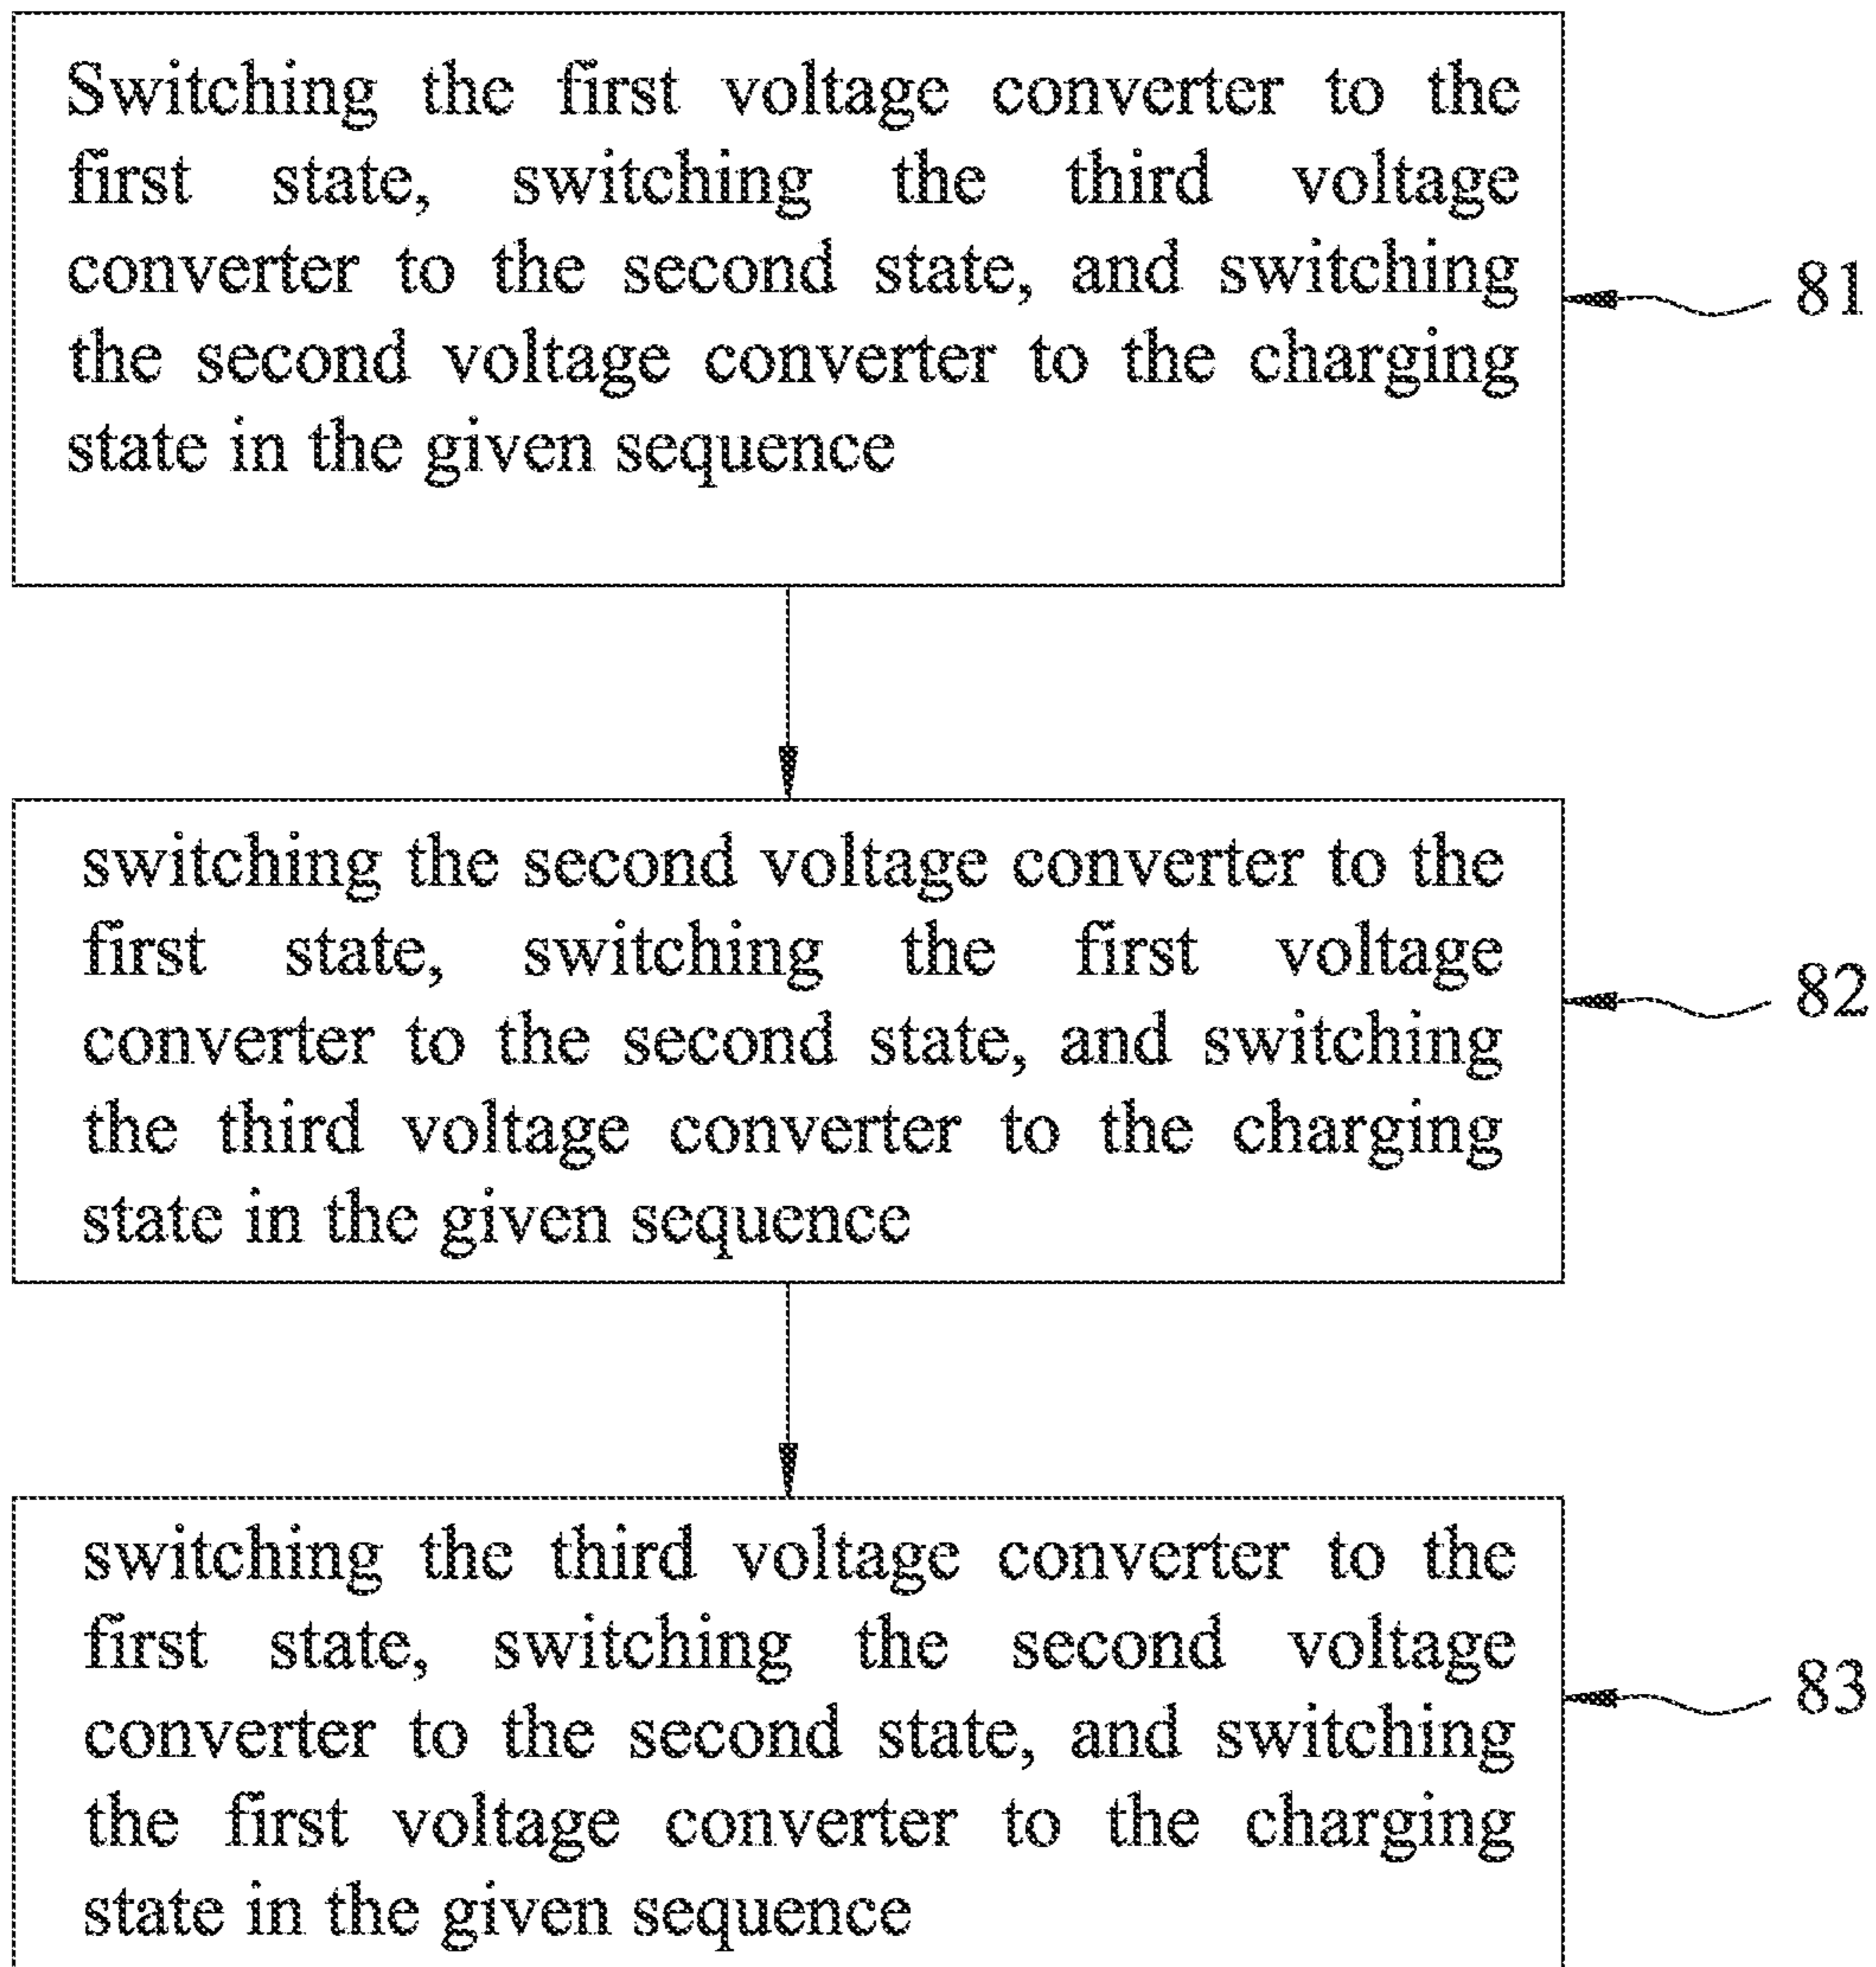 Switching the first voltage converter to the
first state, switching the third voltage
converter to the second state, and switching
the second voltage converter to the charging
state in the given sequence
81
switching the second voltage converter to the
first state, switching the first voltage
converter to the second state, and switching
the third voltage converter to the charging
state in the given sequence
82
switching the third voltage converter to the
first state, switching the second voltage
converter to the second state, and switching
the first voltage converter to the charging
state in the given sequence
83